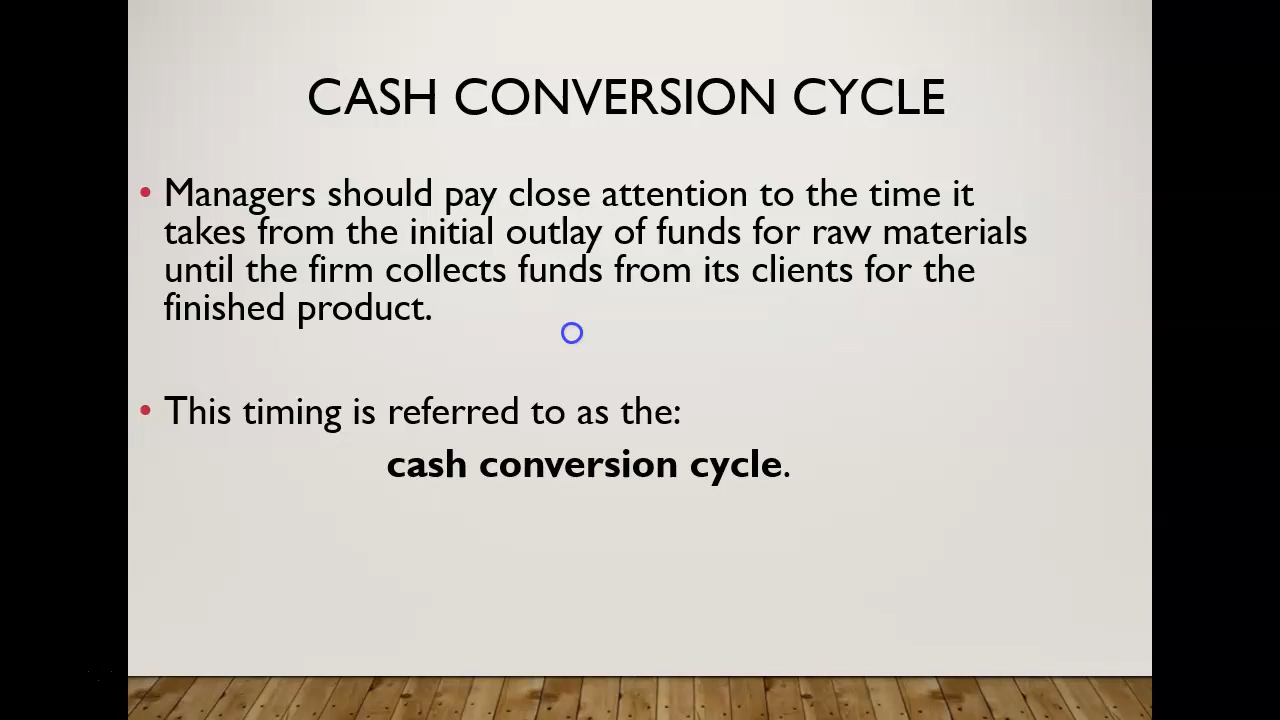 CASH CONVERSION CYCLE
• Managers should pay close attention to the time it
takes from the initial outlay of funds for raw materials
until the firm collects funds from its clients for the
finished product.
• This timing is referred to as the:
cash conversion cycle.